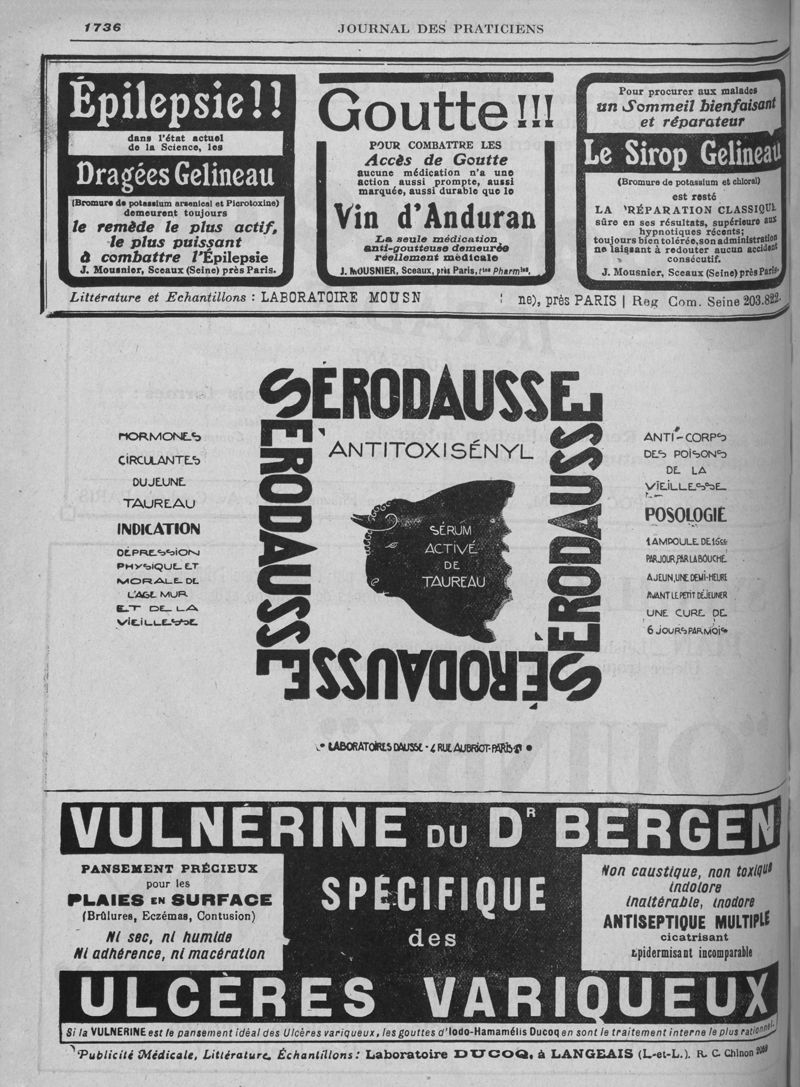 1736
JOURNAL DES PRATICIENS
Épilepsie!!
dans l'état actuel
de la Science, les
Dragées Gelineau
(Bromure de potassium arsenical et Picrotoxine)
demeurent toujours
le remède le plus actif,
le plus puissant
à combattre l'Épilepsie
J. Mousnier, Sceaux (Seine) près Paris.
Goutte!!!
POUR COMBATTRE LES
Accès de Goutte
aucune médication n'a une
action aussi prompte, aussi
marquée, aussi durable que le
Vin d'Anduran
La seule médication
anti-goutteuse demeurée
réellement médicale
J. MOUSNIER, Sceaux, près Paris, ttes Pharmies.
Pour procurer aux malades
un Sommeil bienfaisant
et réparateur
Le Sirop Gelineau
(Bromure de potassium et chloral)
est resté
LA RÉPARATION CLASSIQUE
sûre en ses résultats, supérieure aux
hypnotiques récents;
toujours bien tolérée, son administration
ne laissant à redouter aucun accident
consécutif.
J. Mousnier, Sceaux (Seine) près Paris.
Littérature et Echantillons : LABORATOIRE MOUSN ne), près PARIS | Reg Com. Seine 203.822.
SÉRODAUSSE
SÉRODAUSSE
SÉRODAUSSE
SÉRODAUSSE
ANTITOXISÉNYL
SÉRUM
ACTIVÉ
DE
TAUREAU
HORMONES
CIRCULANTES
DU JEUNE
TAUREAU
INDICATION
DÉPRESSION
PHYSIQUE ET
MORALE DE
L'AGE MUR
ET DE LA
VIEILLESSE
ANTI-CORPS
DES POISONS
DE LA
VIEILLESSE
POSOLOGIE
1 AMPOULE DE 15cc
PAR JOUR, PAR LA BOUCHE
A JEUN, UNE DEMI-HEURE
AVANT LE PETIT DÉJEUNER
UNE CURE DE
6 JOURS PAR MOIS
LABORATOIRES DAUSSE - 4 RUE AUBRIOT - PARIS
VULNÉRINE DU Dr BERGEN
PANSEMENT PRÉCIEUX
pour les
PLAIES EN SURFACE
(Brûlures, Eczémas, Contusion)
Ni sec, ni humide
Ni adhérence, ni macération
SPÉCIFIQUE
des
Non caustique, non toxique
indolore
Inaltérable, inodore
ANTISEPTIQUE MULTIPLE
cicatrisant
Epidermisant incomparable
ULCÈRES VARIQUEUX
Si la VULNERINE est le pansement idéal des Ulcères variqueux, les gouttes d'Iodo-Hamamélis Ducoq en sont le traitement interne le plus rationnel.
Publicité Médicale, Littérature, Échantillons: Laboratoire DUCOQ, à LANGEAIS (I.-et-L.). R. C. Chinon